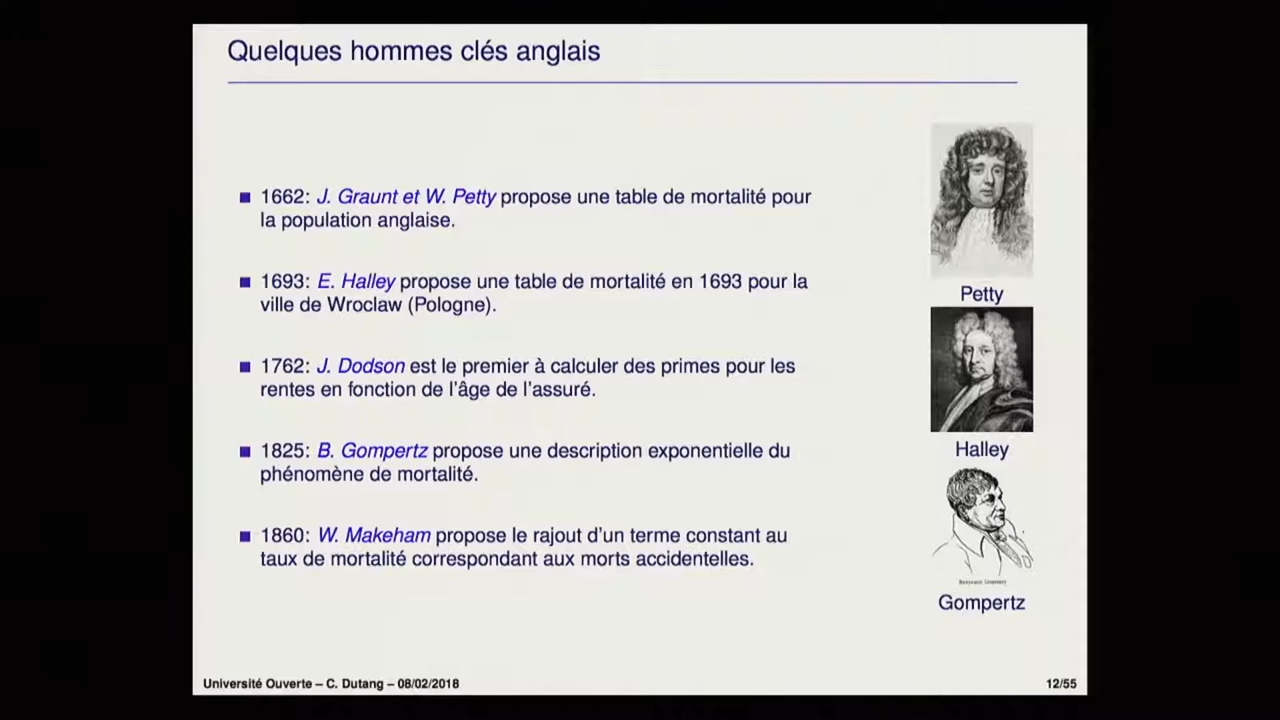 Quelques hommes clés anglais
1662: J. Graunt et W. Petty propose une table de mortalité pour
la population anglaise.
1693: E. Halley propose une table de mortalité en 1693 pour la
ville de Wroclaw (Pologne).
1762: J. Dodson est le premier à calculer des primes pour les
rentes en fonction de l'âge de l'assuré.
1825: B. Gompertz propose une description exponentielle du
phénomène de mortalité.
1860: W. Makeham propose le rajout d'un terme constant au
taux de mortalité correspondant aux morts accidentelles.
Petty
Halley
Gompertz
Université Ouverte – C. Dutang – 08/02/2018
12/55